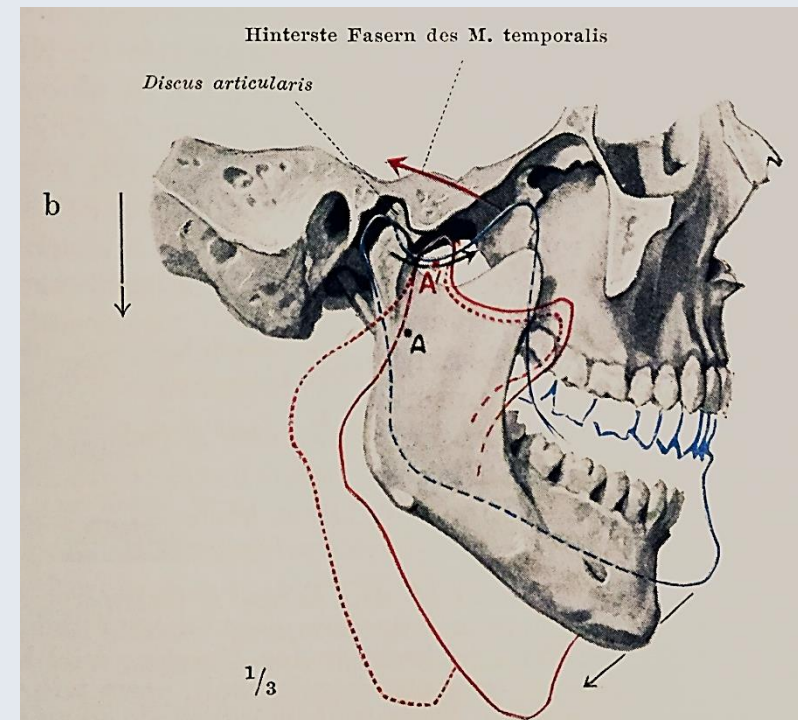 Hinterste Fasern des M. temporalis
Discus articularis
b
A'
A
1/3